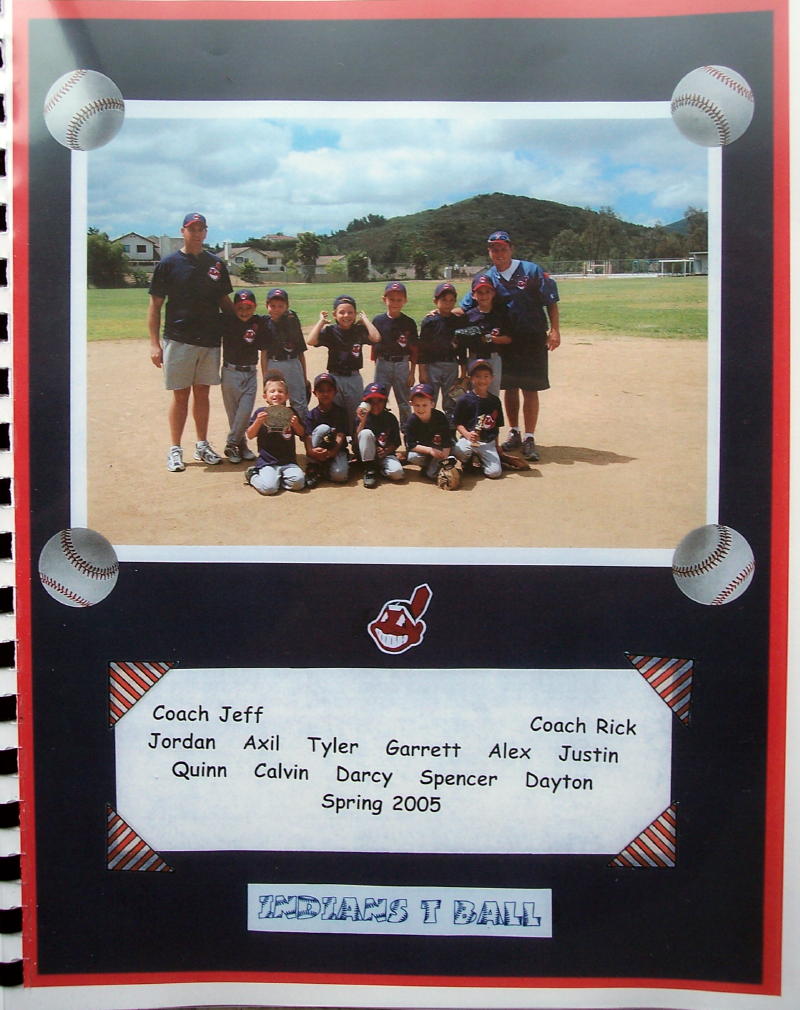 Coach Jeff Coach Rick
Jordan Axil Tyler Garrett Alex Justin
Quinn Calvin Darcy Spencer Dayton
Spring 2005
INDIANS T BALL